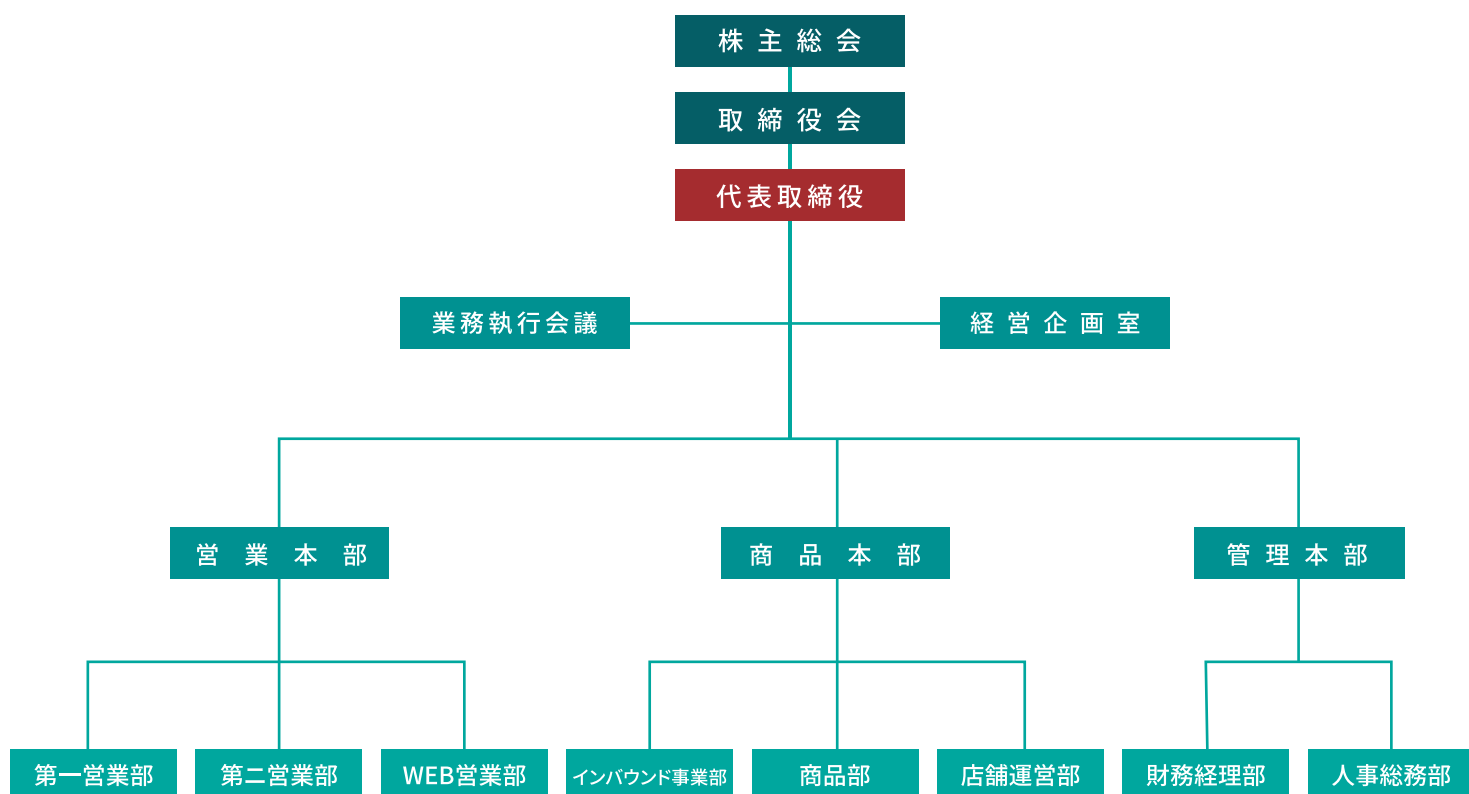 株主総会
取締役会
代表取締役
業務執行会議
経営企画室
営業本部
商品本部
管理本部
第一営業部
第二営業部
WEB営業部
インバウンド事業部
商品部
店舗運営部
財務経理部
人事総務部